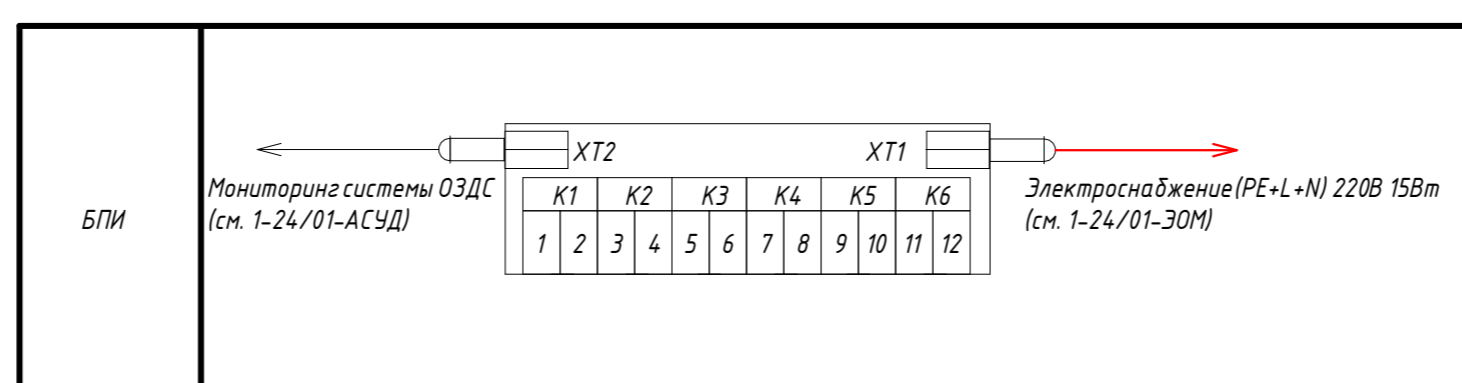 БПИ
XT2
XT1
Мониторинг системы ОЗДС
(см. 1-24/01-АСУД)
K1 K2 K3 K4 K5 K6
1 2 3 4 5 6 7 8 9 10 11 12
Электроснабжение(PE+L+N) 220В 15Вт
(см. 1-24/01-ЭОМ)